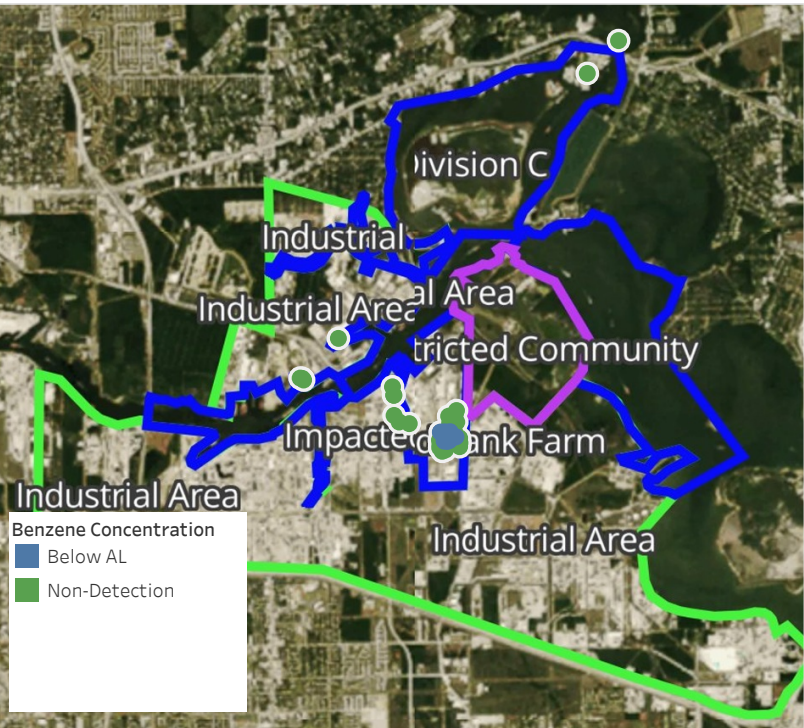 Division C
Industrial
Industrial Area
al Area
tricted Community
Impacte
ank Farm
Industrial Area
Industrial Area
Benzene Concentration
Below AL
Non-Detection